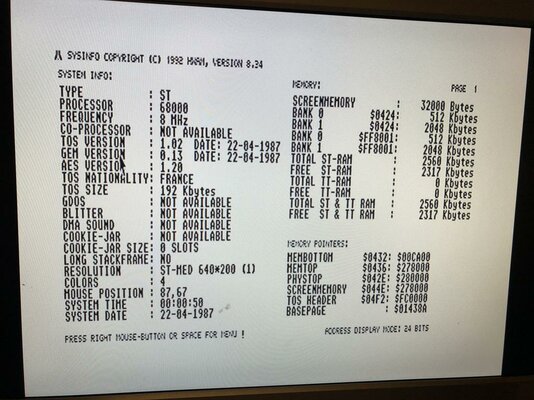 SYSINFO COPYRIGHT (C) 1992 HWAM, VERSION 8.24
SYSTEM INFO:
TYPE : ST
PROCESSOR : 68000
FREQUENCY : 8 MHz
CO-PROCESSOR : NOT AVAILABLE
TOS VERSION : 1.02 DATE: 22-04-1987
GEM VERSION : 0.13 DATE: 22-04-1987
AES VERSION : 1.20
TOS NATIONALITY: FRANCE
TOS SIZE : 192 Kbytes
GDOS : NOT AVAILABLE
BLITTER : NOT AVAILABLE
DMA SOUND : NOT AVAILABLE
COOKIE-JAR : NOT AVAILABLE
COOKIE-JAR SIZE: 0 SLOTS
LONG STACKFRAME: NO
RESOLUTION : ST-MED 640*200 (1)
COLORS : 4
MOUSE POSITION : 87,67
SYSTEM TIME : 00:00:50
SYSTEM DATE : 22-04-1987
PRESS RIGHT MOUSE-BUTTON OR SPACE FOR MENU !
MEMORY: PAGE 1
SCREENMEMORY : 32000 Bytes
BANK 0 $0424: 512 Kbytes
BANK 1 $0424: 2048 Kbytes
BANK 0 $FF8001: 512 Kbytes
BANK 1 $FF8001: 2048 Kbytes
TOTAL ST-RAM : 2560 Kbytes
FREE ST-RAM : 2317 Kbytes
TOTAL TT-RAM : 0 Kbytes
FREE TT-RAM : 0 Kbytes
TOTAL ST & TT RAM : 2560 Kbytes
FREE ST & TT RAM : 2317 Kbytes
MEMORY POINTERS:
MEMBOTTOM $0432: $00CA00
MEMTOP $0436: $278000
PHYSTOP $042E: $280000
SCREENMEMORY $044E: $278000
TOS HEADER $04F2: $FC0000
BASEPAGE : $01438A
ADDRESS DISPLAY MODE: 24 BITS